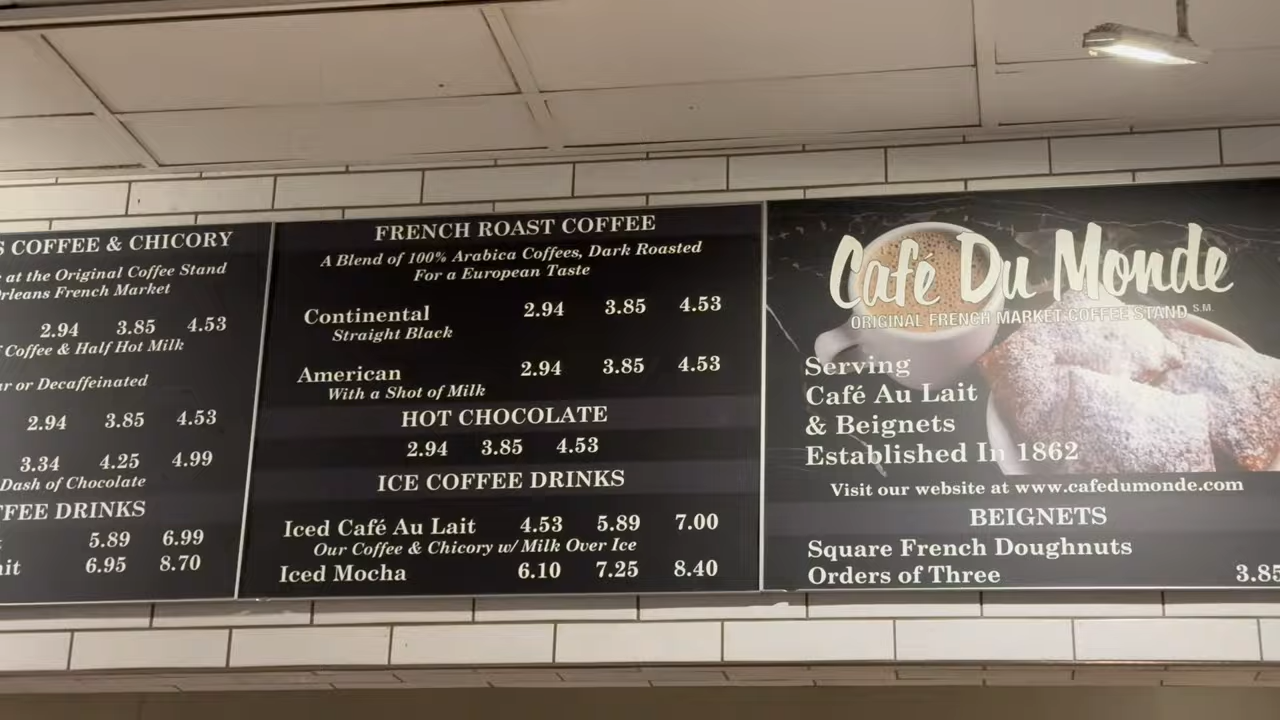 COFFEE & CHICORY
at the Original Coffee Stand
French Market
2.94 3.85 4.53
Coffee & Half Hot Milk
or Decaffeinated
2.94 3.85 4.53
3.34 4.25 4.99
Dash of Chocolate
DRINKS
5.89 6.99
6.95 8.70
FRENCH ROAST COFFEE
A Blend of 100% Arabica Coffees, Dark Roasted
For a European Taste
Continental 2.94 3.85 4.53
Straight Black
American 2.94 3.85 4.53
With a Shot of Milk
HOT CHOCOLATE
2.94 3.85 4.53
ICE COFFEE DRINKS
Iced Café Au Lait 4.53 5.89 7.00
Our Coffee & Chicory w/ Milk Over Ice
Iced Mocha 6.10 7.25 8.40
Café Du Monde
ORIGINAL FRENCH MARKET COFFEE STAND S.M.
Serving
Café Au Lait
& Beignets
Established In 1862
Visit our website at www.cafedumonde.com
BEIGNETS
Square French Doughnuts
Orders of Three 3.85